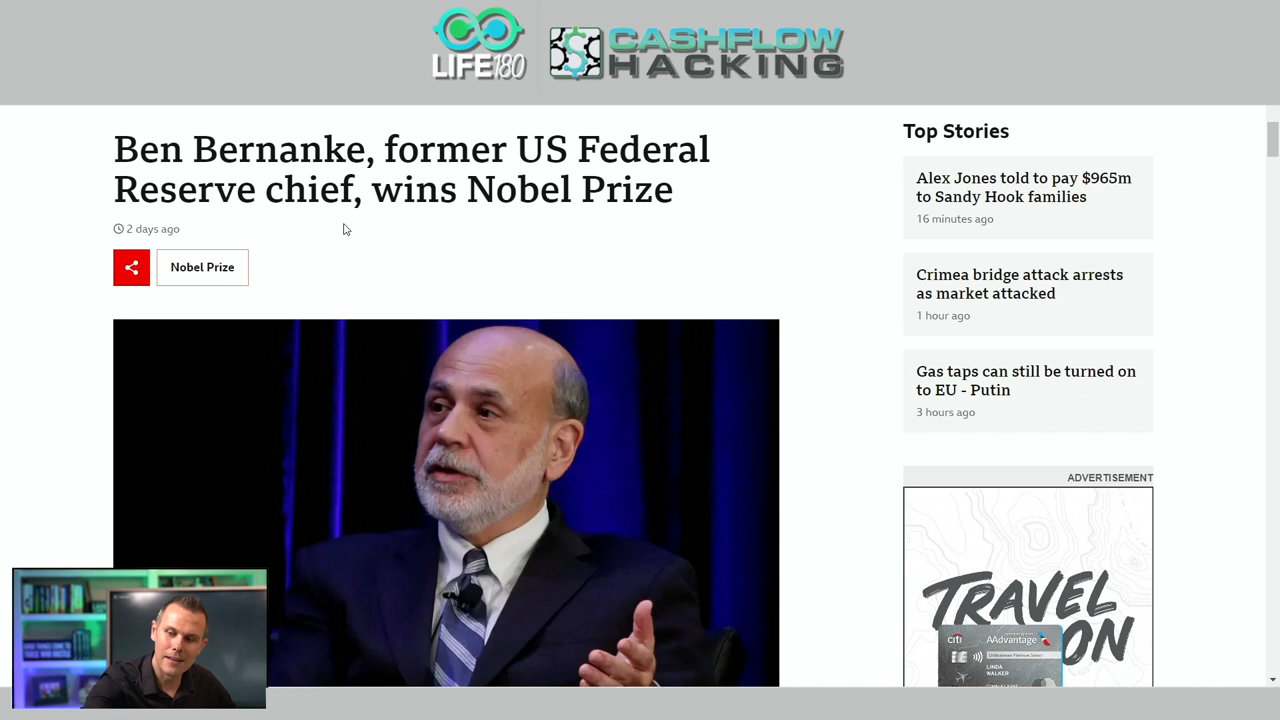 LIFE180
CASHFLOW
HACKING
Ben Bernanke, former US Federal
Reserve chief, wins Nobel Prize
2 days ago
Nobel Prize
Top Stories
Alex Jones told to pay $965m
to Sandy Hook families
16 minutes ago
Crimea bridge attack arrests
as market attacked
1 hour ago
Gas taps can still be turned on
to EU - Putin
3 hours ago
ADVERTISEMENT
TRAVEL
ON
citi
AAdvantage
LINDA
WALKER